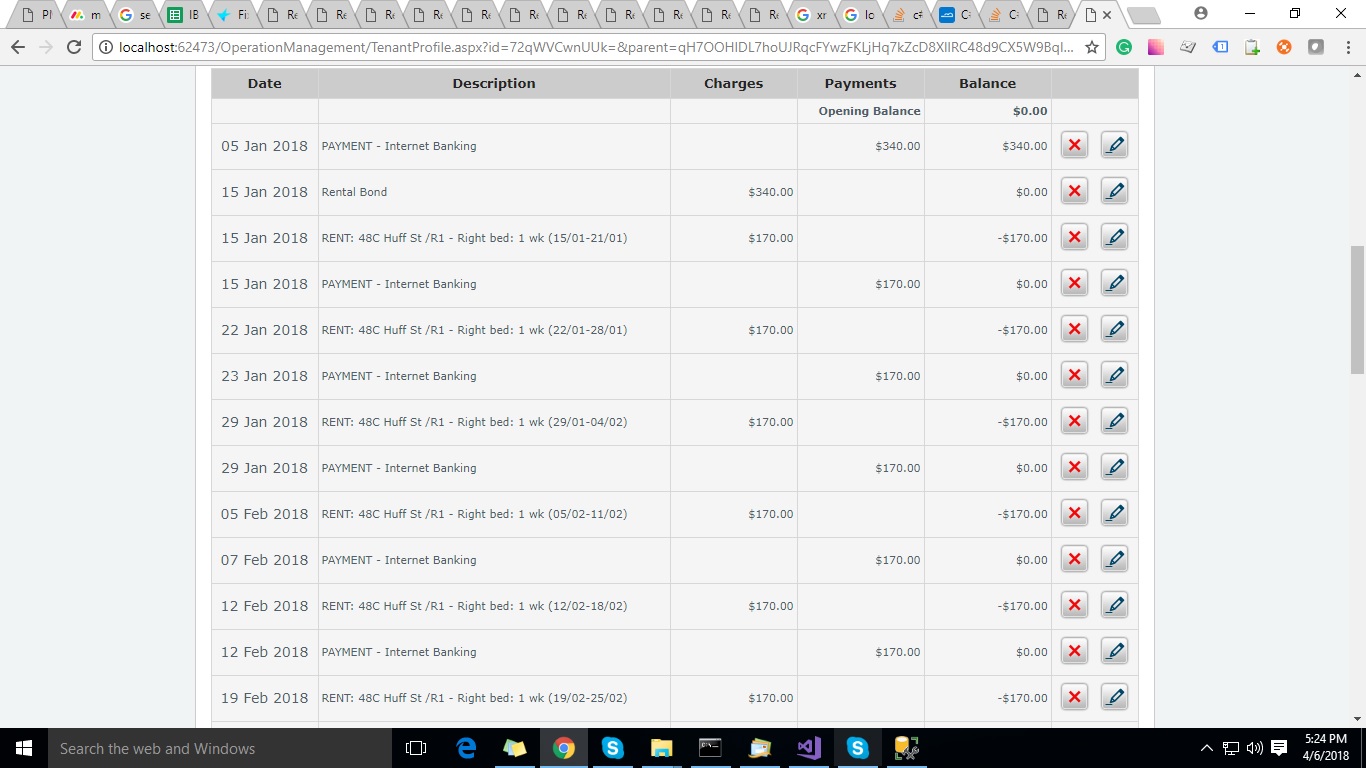 m
se
IB
Fi
Re
Re
Re
Re
Re
Re
Re
Re
Re
Re
Re
xr
lo
c#
C#
Re
localhost:62473/OperationManagement/TenantProfile.aspx?id=72qWVCwnUUk=&parent=qH7OOHIDL7hoUJRqcFYwzFKLjHq7kZcD8XIIRC48d9CX5W9BqI...
Date Description Charges Payments Balance
Opening Balance $0.00
05 Jan 2018 PAYMENT - Internet Banking $340.00 $340.00
15 Jan 2018 Rental Bond $340.00 $0.00
15 Jan 2018 RENT: 48C Huff St /R1 - Right bed: 1 wk (15/01-21/01) $170.00 -$170.00
15 Jan 2018 PAYMENT - Internet Banking $170.00 $0.00
22 Jan 2018 RENT: 48C Huff St /R1 - Right bed: 1 wk (22/01-28/01) $170.00 -$170.00
23 Jan 2018 PAYMENT - Internet Banking $170.00 $0.00
29 Jan 2018 RENT: 48C Huff St /R1 - Right bed: 1 wk (29/01-04/02) $170.00 -$170.00
29 Jan 2018 PAYMENT - Internet Banking $170.00 $0.00
05 Feb 2018 RENT: 48C Huff St /R1 - Right bed: 1 wk (05/02-11/02) $170.00 -$170.00
07 Feb 2018 PAYMENT - Internet Banking $170.00 $0.00
12 Feb 2018 RENT: 48C Huff St /R1 - Right bed: 1 wk (12/02-18/02) $170.00 -$170.00
12 Feb 2018 PAYMENT - Internet Banking $170.00 $0.00
19 Feb 2018 RENT: 48C Huff St /R1 - Right bed: 1 wk (19/02-25/02) $170.00 -$170.00
Search the web and Windows
5:24 PM
4/6/2018